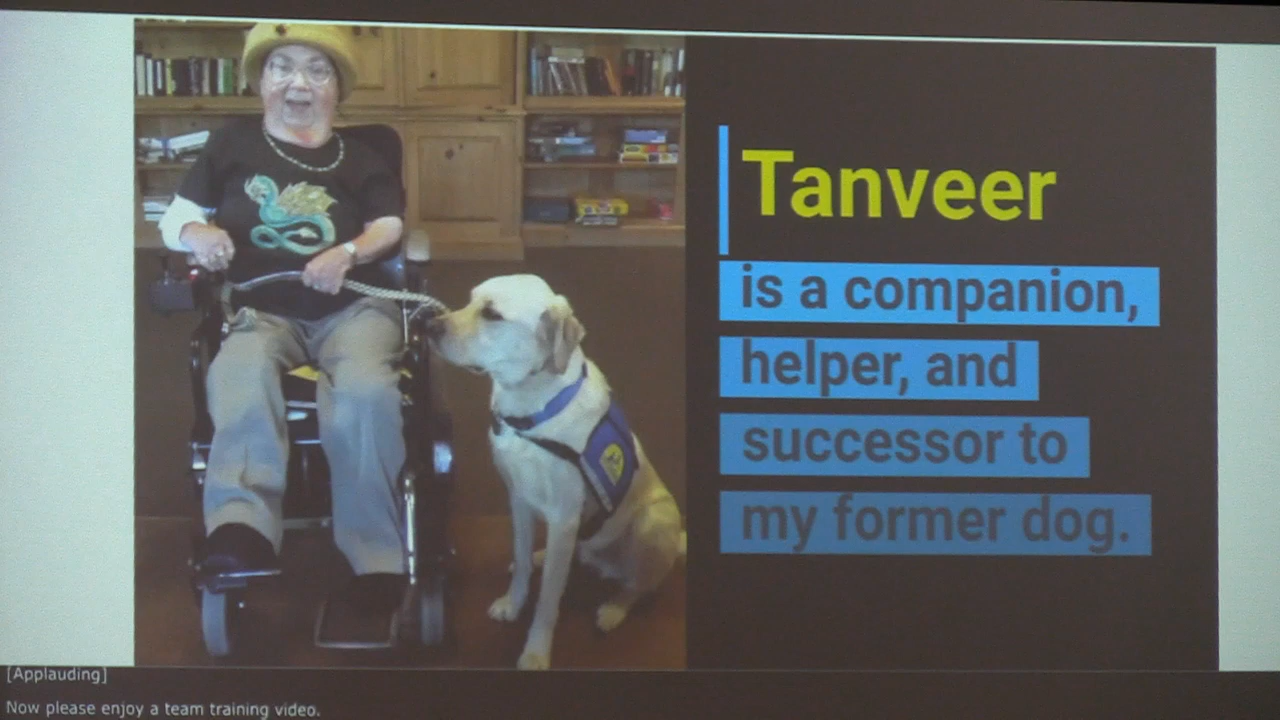 Tanveer
is a companion,
helper, and
successor to
my former dog.
[Applauding]
Now please enjoy a team training video.